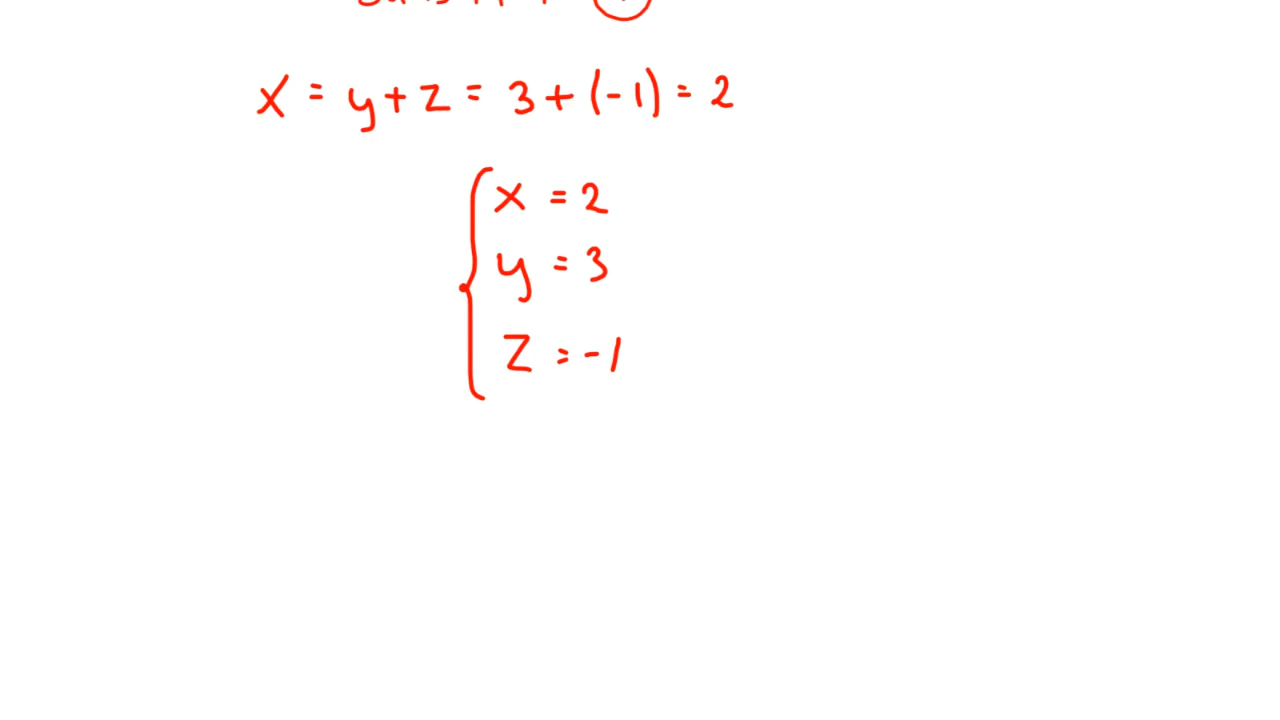 x = y + z = 3 + (-1) = 2
x = 2
y = 3
z = -1